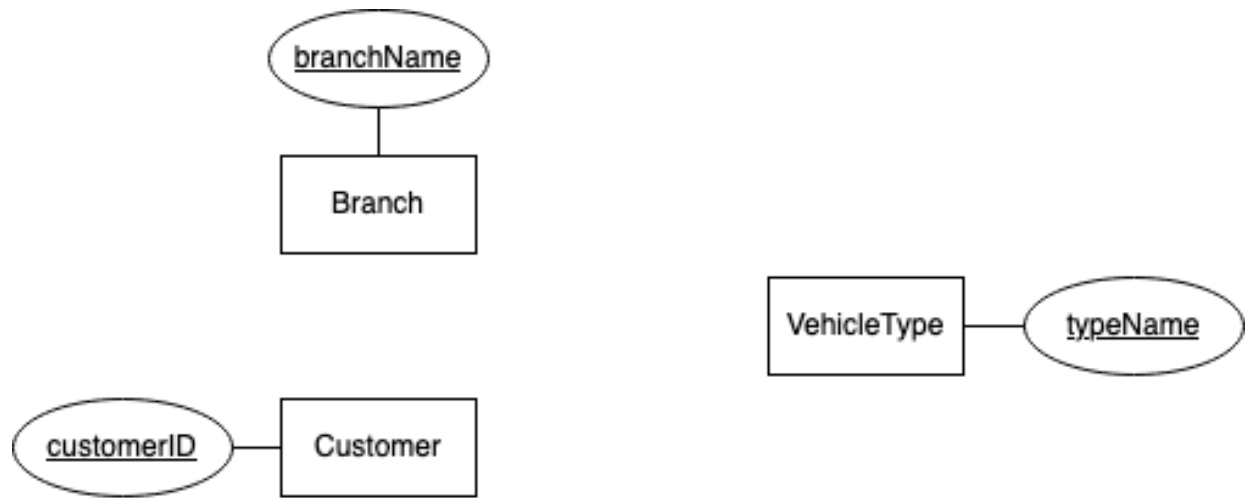 branchName
Branch
VehicleType
typeName
customerID
Customer